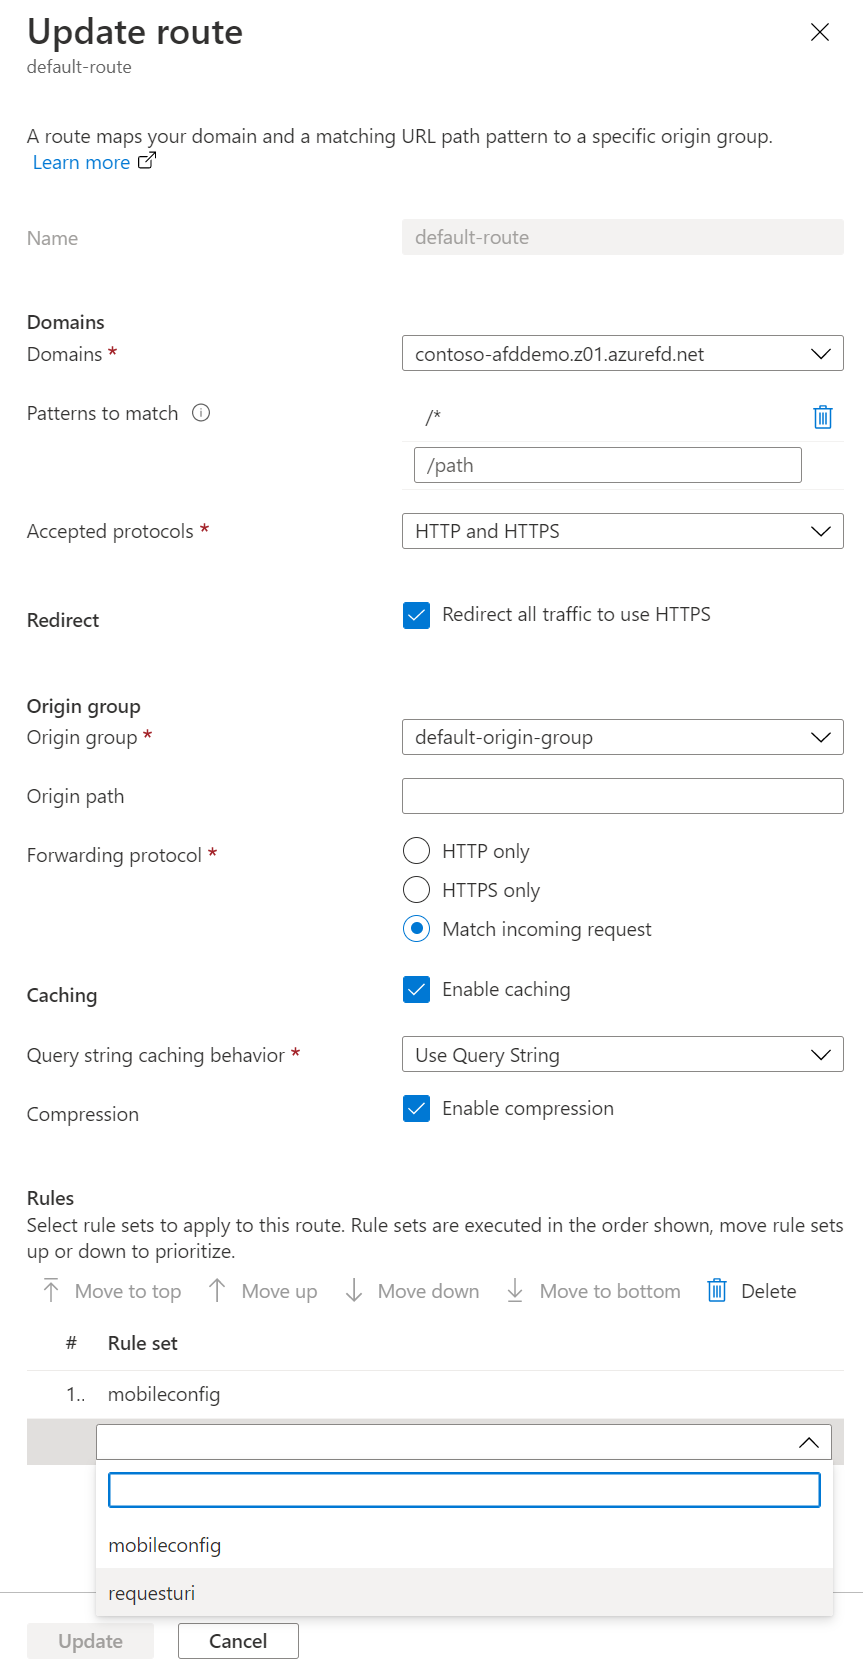 Update route
default-route
A route maps your domain and a matching URL path pattern to a specific origin group.
Learn more
Name
default-route
Domains
Domains *
contoso-afddemo.z01.azurefd.net
Patterns to match
/*
/path
Accepted protocols *
HTTP and HTTPS
Redirect
Redirect all traffic to use HTTPS
Origin group
Origin group *
default-origin-group
Origin path
Forwarding protocol *
HTTP only
HTTPS only
Match incoming request
Caching
Enable caching
Query string caching behavior *
Use Query String
Compression
Enable compression
Rules
Select rule sets to apply to this route. Rule sets are executed in the order shown, move rule sets
up or down to prioritize.
Move to top Move up Move down Move to bottom Delete
# Rule set
1.. mobileconfig
mobileconfig
requesturi
Update Cancel